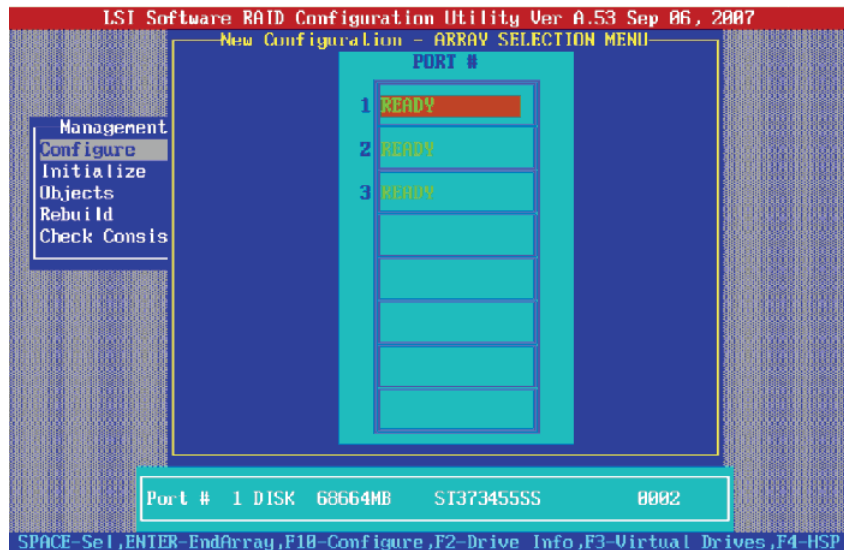 LSI Software RAID Configuration Utility Ver A.53 Sep 06, 2007
New Configuration - ARRAY SELECTION MENU
PORT #
1 READY
Management
Configure
2 READY
Initialize
Objects
3 READY
Rebuild
Check Consis
Port # 1 DISK 68664MB ST373455SS 0002
SPACE-Sel,ENTER-EndArray,F10-Configure,F2-Drive Info,F3-Virtual Drives,F4-HSP